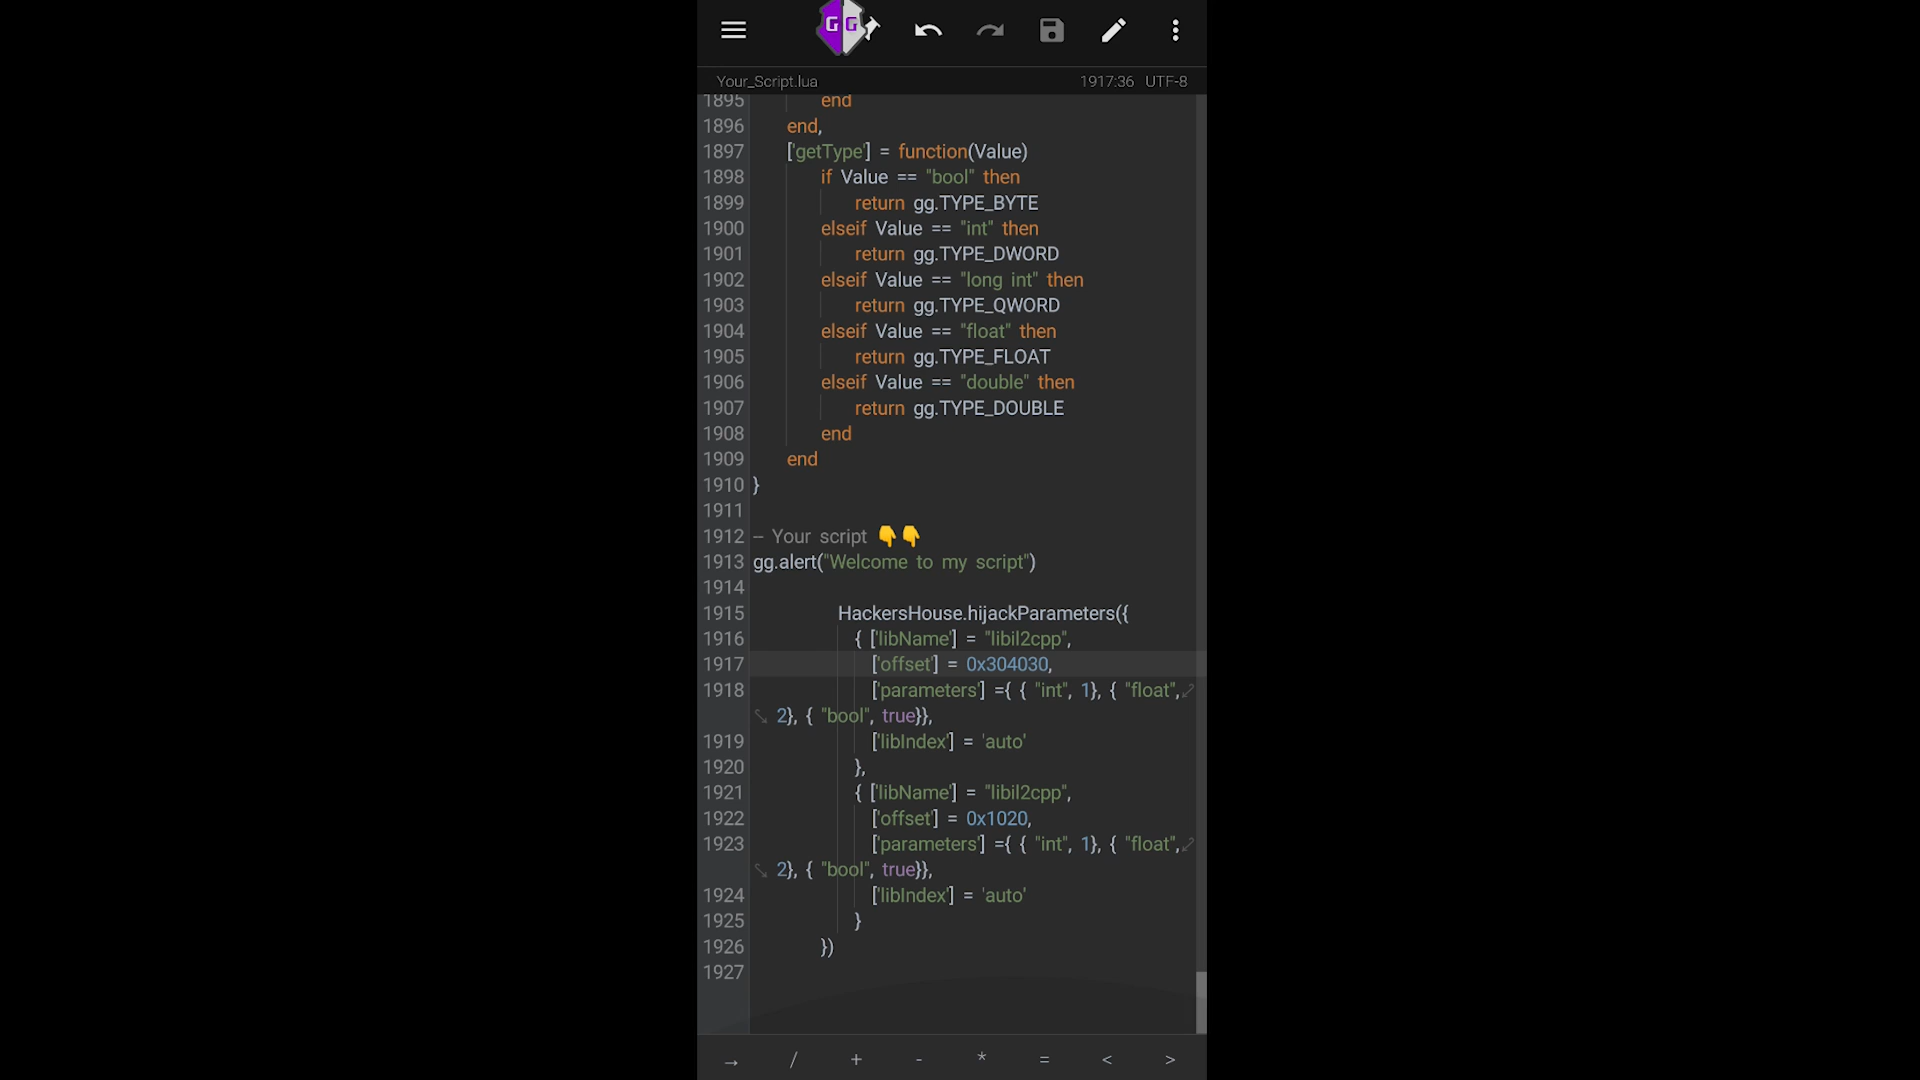 GG
Your_Script.lua 1917:36 UTF-8
1895 end
1896 end,
1897 ['getType'] = function(Value)
1898 if Value == "bool" then
1899 return gg.TYPE_BYTE
1900 elseif Value == "int" then
1901 return gg.TYPE_DWORD
1902 elseif Value == "long int" then
1903 return gg.TYPE_QWORD
1904 elseif Value == "float" then
1905 return gg.TYPE_FLOAT
1906 elseif Value == "double" then
1907 return gg.TYPE_DOUBLE
1908 end
1909 end
1910 }
1911
1912 -- Your script 👇👇
1913 gg.alert("Welcome to my script")
1914
1915 HackersHouse.hijackParameters({
1916 { ['libName'] = "libil2cpp",
1917 ['offset'] = 0x304030,
1918 ['parameters'] ={ { "int", 1}, { "float",
2}, { "bool", true}},
1919 ['libIndex'] = 'auto'
1920 },
1921 { ['libName'] = "libil2cpp",
1922 ['offset'] = 0x1020,
1923 ['parameters'] ={ { "int", 1}, { "float",
2}, { "bool", true}},
1924 ['libIndex'] = 'auto'
1925 }
1926 })
1927
→ / + - * = < >